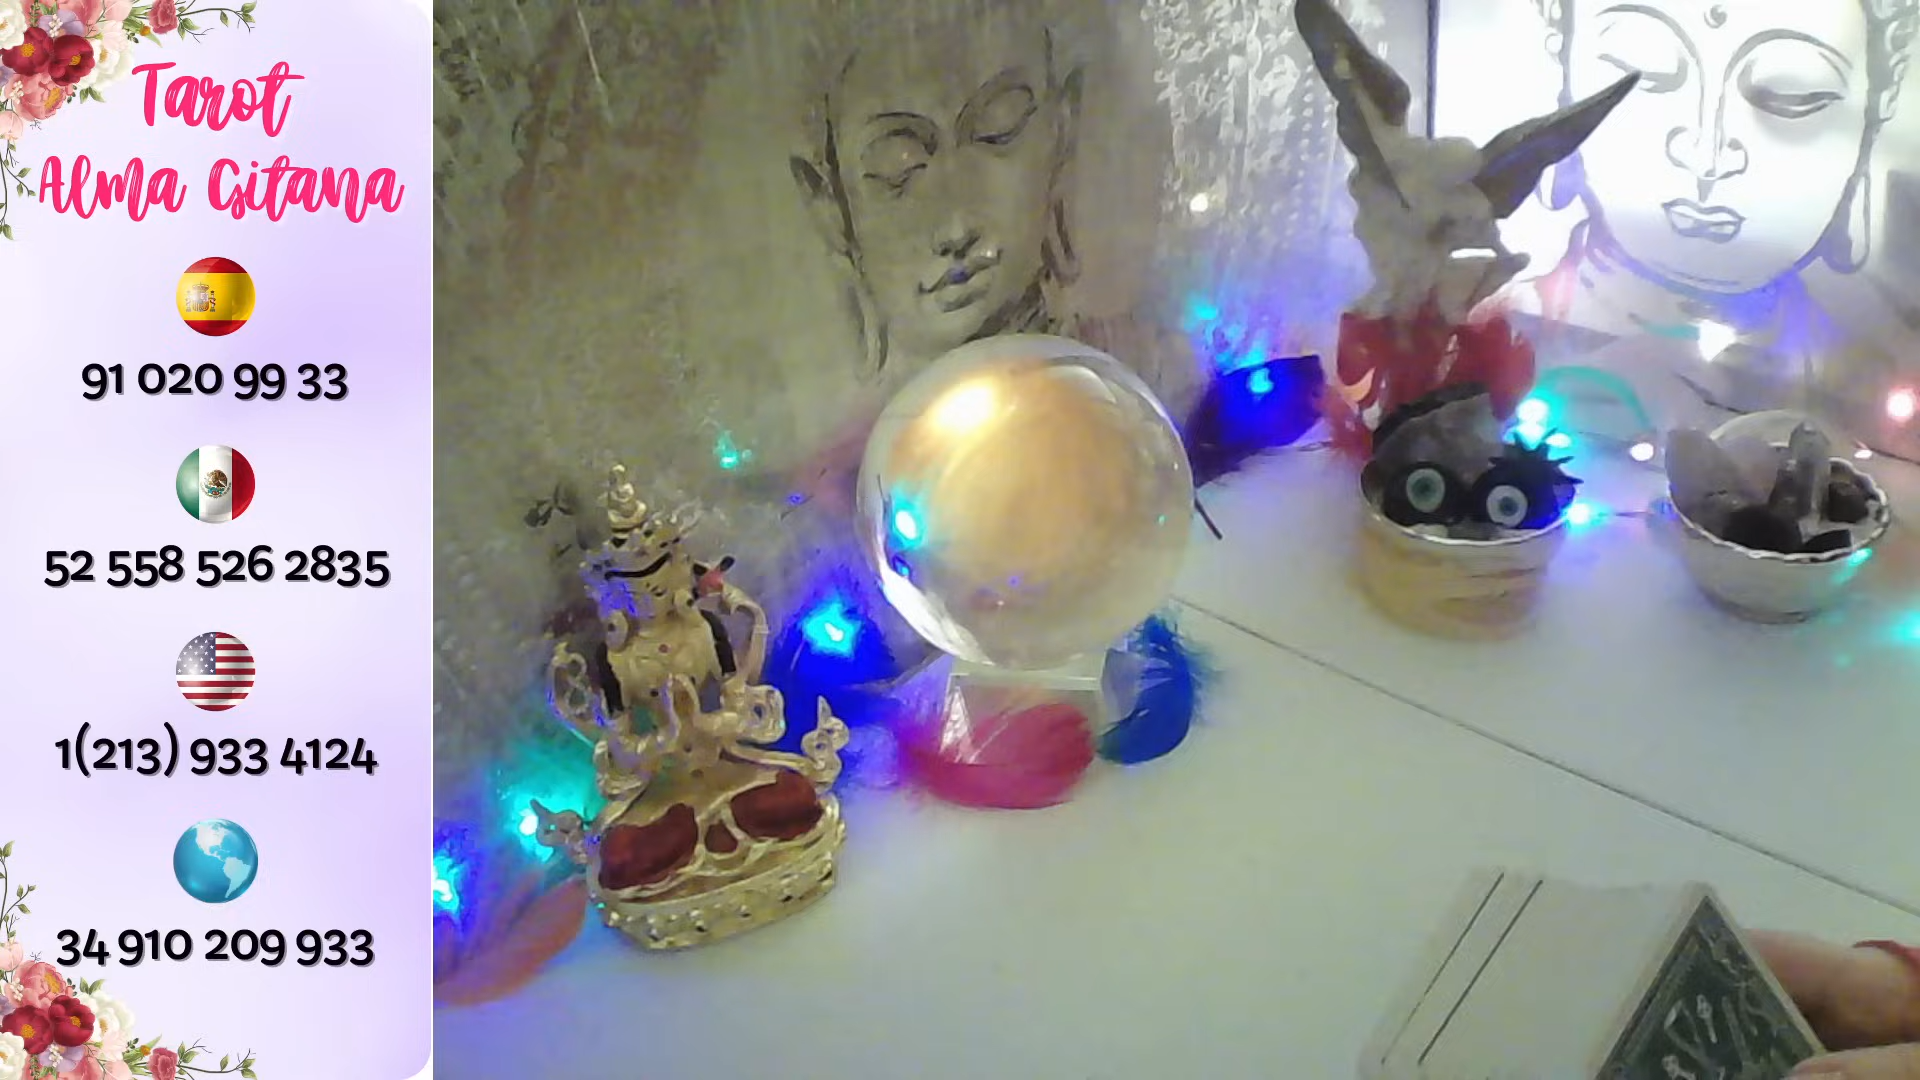 Tarot
Alma Gitana
91 020 99 33
52 558 526 2835
1(213) 933 4124
34 910 209 933